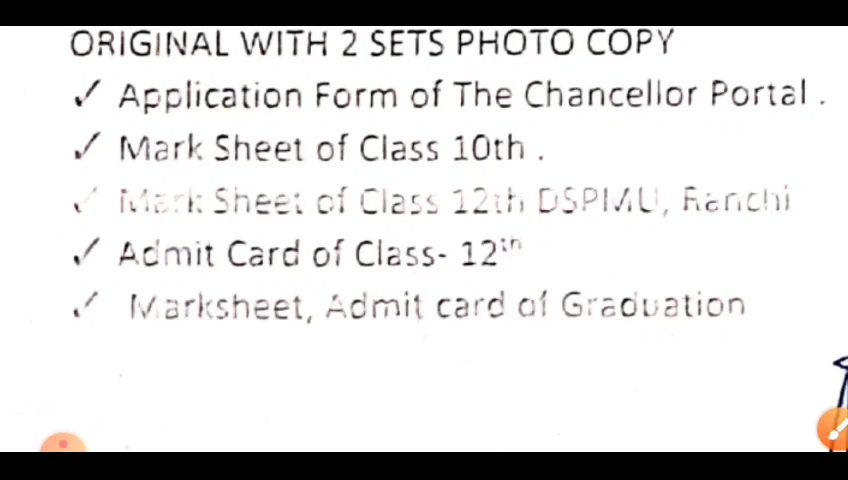 ORIGINAL WITH 2 SETS PHOTO COPY
✓ Application Form of The Chancellor Portal .
✓ Mark Sheet of Class 10th .
✓ Mark Sheet of Class 12th DSPMU, Ranchi
✓ Admit Card of Class- 12th
✓ Marksheet, Admit card of Graduation